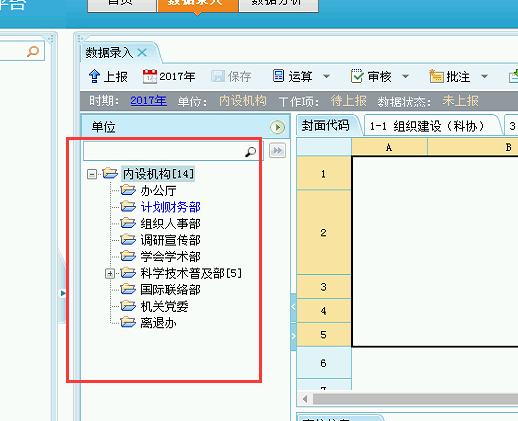 平台
首页 数据录入 数据分析
数据录入
上报 2017年 保存 运算 审核 批注
时期: 2017年 单位: 内设机构 工作项: 待上报 数据状态: 未上报
单位
封面代码 1-1 组织建设（科协） 3
A B
内设机构[14]
办公厅
计划财务部
组织人事部
调研宣传部
学会学术部
科学技术普及部[5]
国际联络部
机关党委
离退办
1
2
3
4
5
6
7